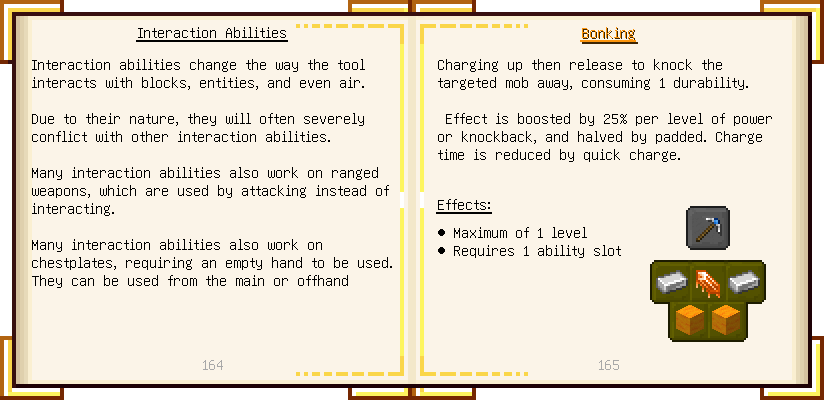 Interaction Abilities
Interaction abilities change the way the tool
interacts with blocks, entities, and even air.
Due to their nature, they will often severely
conflict with other interaction abilities.
Many interaction abilities also work on ranged
weapons, which are used by attacking instead of
interacting.
Many interaction abilities also work on
chestplates, requiring an empty hand to be used.
They can be used from the main or offhand
164
Bonking
Charging up then release to knock the
targeted mob away, consuming 1 durability.
Effect is boosted by 25% per level of power
or knockback, and halved by padded. Charge
time is reduced by quick charge.
Effects:
● Maximum of 1 level
● Requires 1 ability slot
165